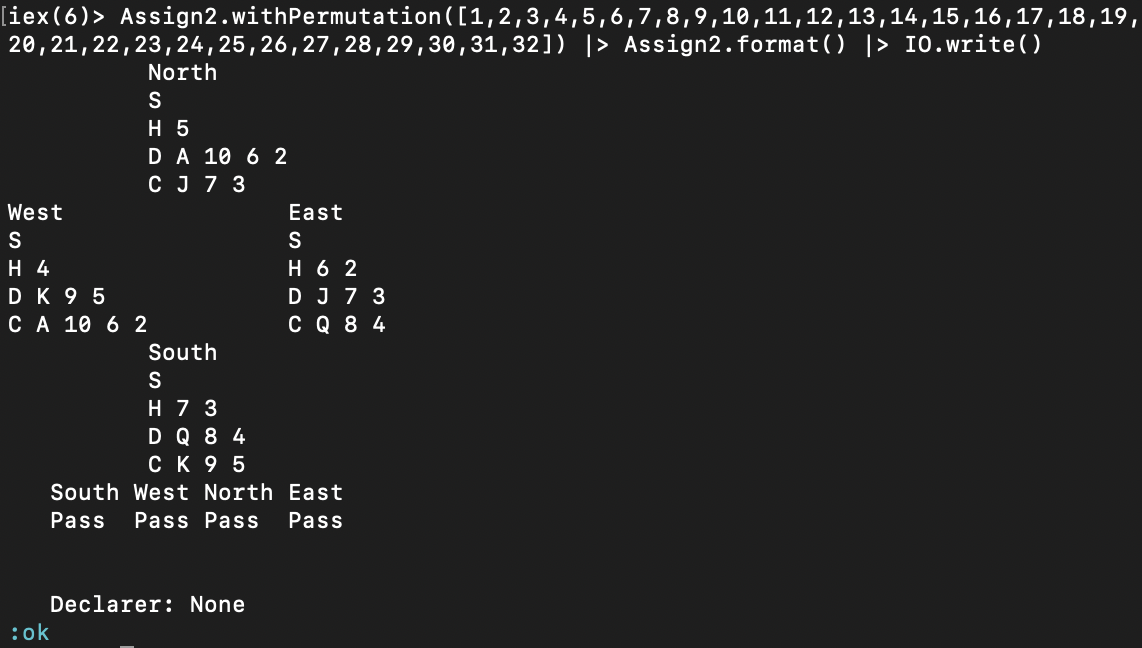 iex(6)> Assign2.withPermutation([1,2,3,4,5,6,7,8,9,10,11,12,13,14,15,16,17,18,19,
20,21,22,23,24,25,26,27,28,29,30,31,32]) |> Assign2.format() |> IO.write()
North
S
H 5
D A 10 6 2
C J 7 3
West East
S S
H 4 H 6 2
D K 9 5 D J 7 3
C A 10 6 2 C Q 8 4
South
S
H 7 3
D Q 8 4
C K 9 5
South West North East
Pass Pass Pass Pass
Declarer: None
:ok